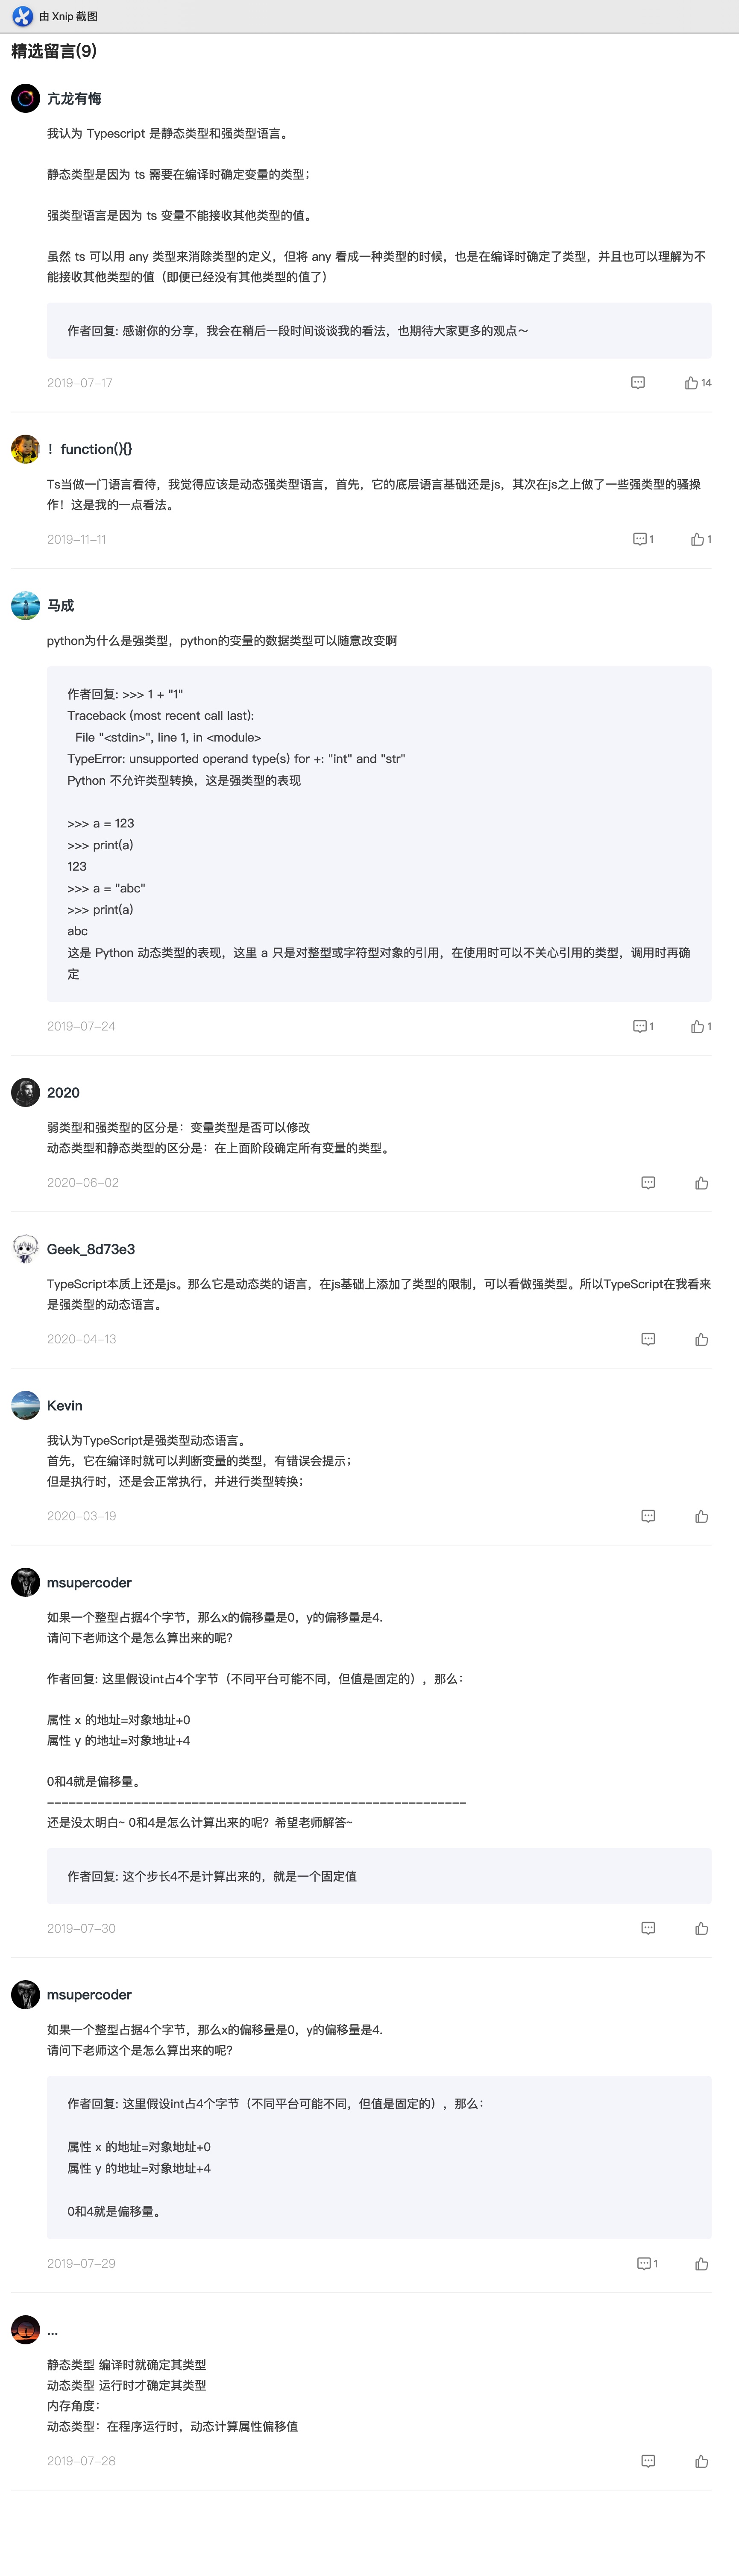 由 Xnip 截图
精选留言(9)
亢龙有悔
我认为 Typescript 是静态类型和强类型语言。
静态类型是因为 ts 需要在编译时确定变量的类型；
强类型语言是因为 ts 变量不能接收其他类型的值。
虽然 ts 可以用 any 类型来消除类型的定义，但将 any 看成一种类型的时候，也是在编译时确定了类型，并且也可以理解为不
能接收其他类型的值（即便已经没有其他类型的值了）
作者回复: 感谢你的分享，我会在稍后一段时间谈谈我的看法，也期待大家更多的观点～
2019-07-17
14
！function(){}
Ts当做一门语言看待，我觉得应该是动态强类型语言，首先，它的底层语言基础还是js，其次在js之上做了一些强类型的骚操
作！这是我的一点看法。
2019-11-11
1
1
马成
python为什么是强类型，python的变量的数据类型可以随意改变啊
作者回复: >>> 1 + "1"
Traceback (most recent call last):
File "<stdin>", line 1, in <module>
TypeError: unsupported operand type(s) for +: "int" and "str"
Python 不允许类型转换，这是强类型的表现
>>> a = 123
>>> print(a)
123
>>> a = "abc"
>>> print(a)
abc
这是 Python 动态类型的表现，这里 a 只是对整型或字符型对象的引用，在使用时可以不关心引用的类型，调用时再确
定
2019-07-24
1
1
2020
弱类型和强类型的区分是：变量类型是否可以修改
动态类型和静态类型的区分是：在上面阶段确定所有变量的类型。
2020-06-02
Geek_8d73e3
TypeScript本质上还是js。那么它是动态类的语言，在js基础上添加了类型的限制，可以看做强类型。所以TypeScript在我看来
是强类型的动态语言。
2020-04-13
Kevin
我认为TypeScript是强类型动态语言。
首先，它在编译时就可以判断变量的类型，有错误会提示；
但是执行时，还是会正常执行，并进行类型转换；
2020-03-19
msupercoder
如果一个整型占据4个字节，那么x的偏移量是0，y的偏移量是4.
请问下老师这个是怎么算出来的呢？
作者回复: 这里假设int占4个字节（不同平台可能不同，但值是固定的），那么：
属性 x 的地址=对象地址+0
属性 y 的地址=对象地址+4
0和4就是偏移量。
----------------------------------------------------------
还是没太明白~ 0和4是怎么计算出来的呢？希望老师解答~
作者回复: 这个步长4不是计算出来的，就是一个固定值
2019-07-30
msupercoder
如果一个整型占据4个字节，那么x的偏移量是0，y的偏移量是4.
请问下老师这个是怎么算出来的呢？
作者回复: 这里假设int占4个字节（不同平台可能不同，但值是固定的），那么：
属性 x 的地址=对象地址+0
属性 y 的地址=对象地址+4
0和4就是偏移量。
2019-07-29
1
...
静态类型 编译时就确定其类型
动态类型 运行时才确定其类型
内存角度：
动态类型：在程序运行时，动态计算属性偏移值
2019-07-28